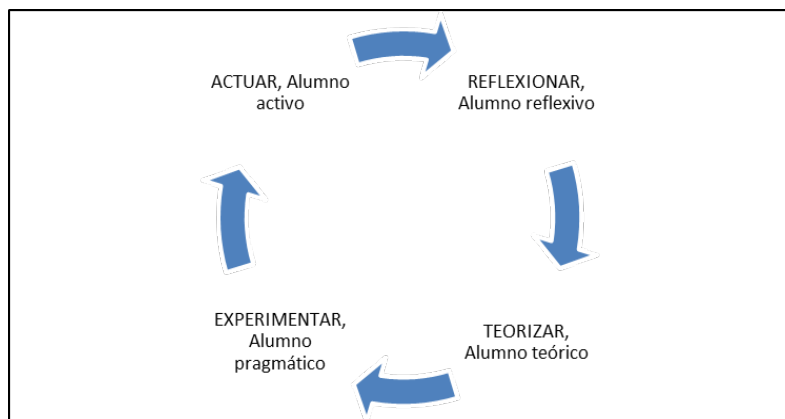 ACTUAR, Alumno
activo
REFLEXIONAR,
Alumno reflexivo
TEORIZAR,
Alumno teórico
EXPERIMENTAR,
Alumno
pragmático